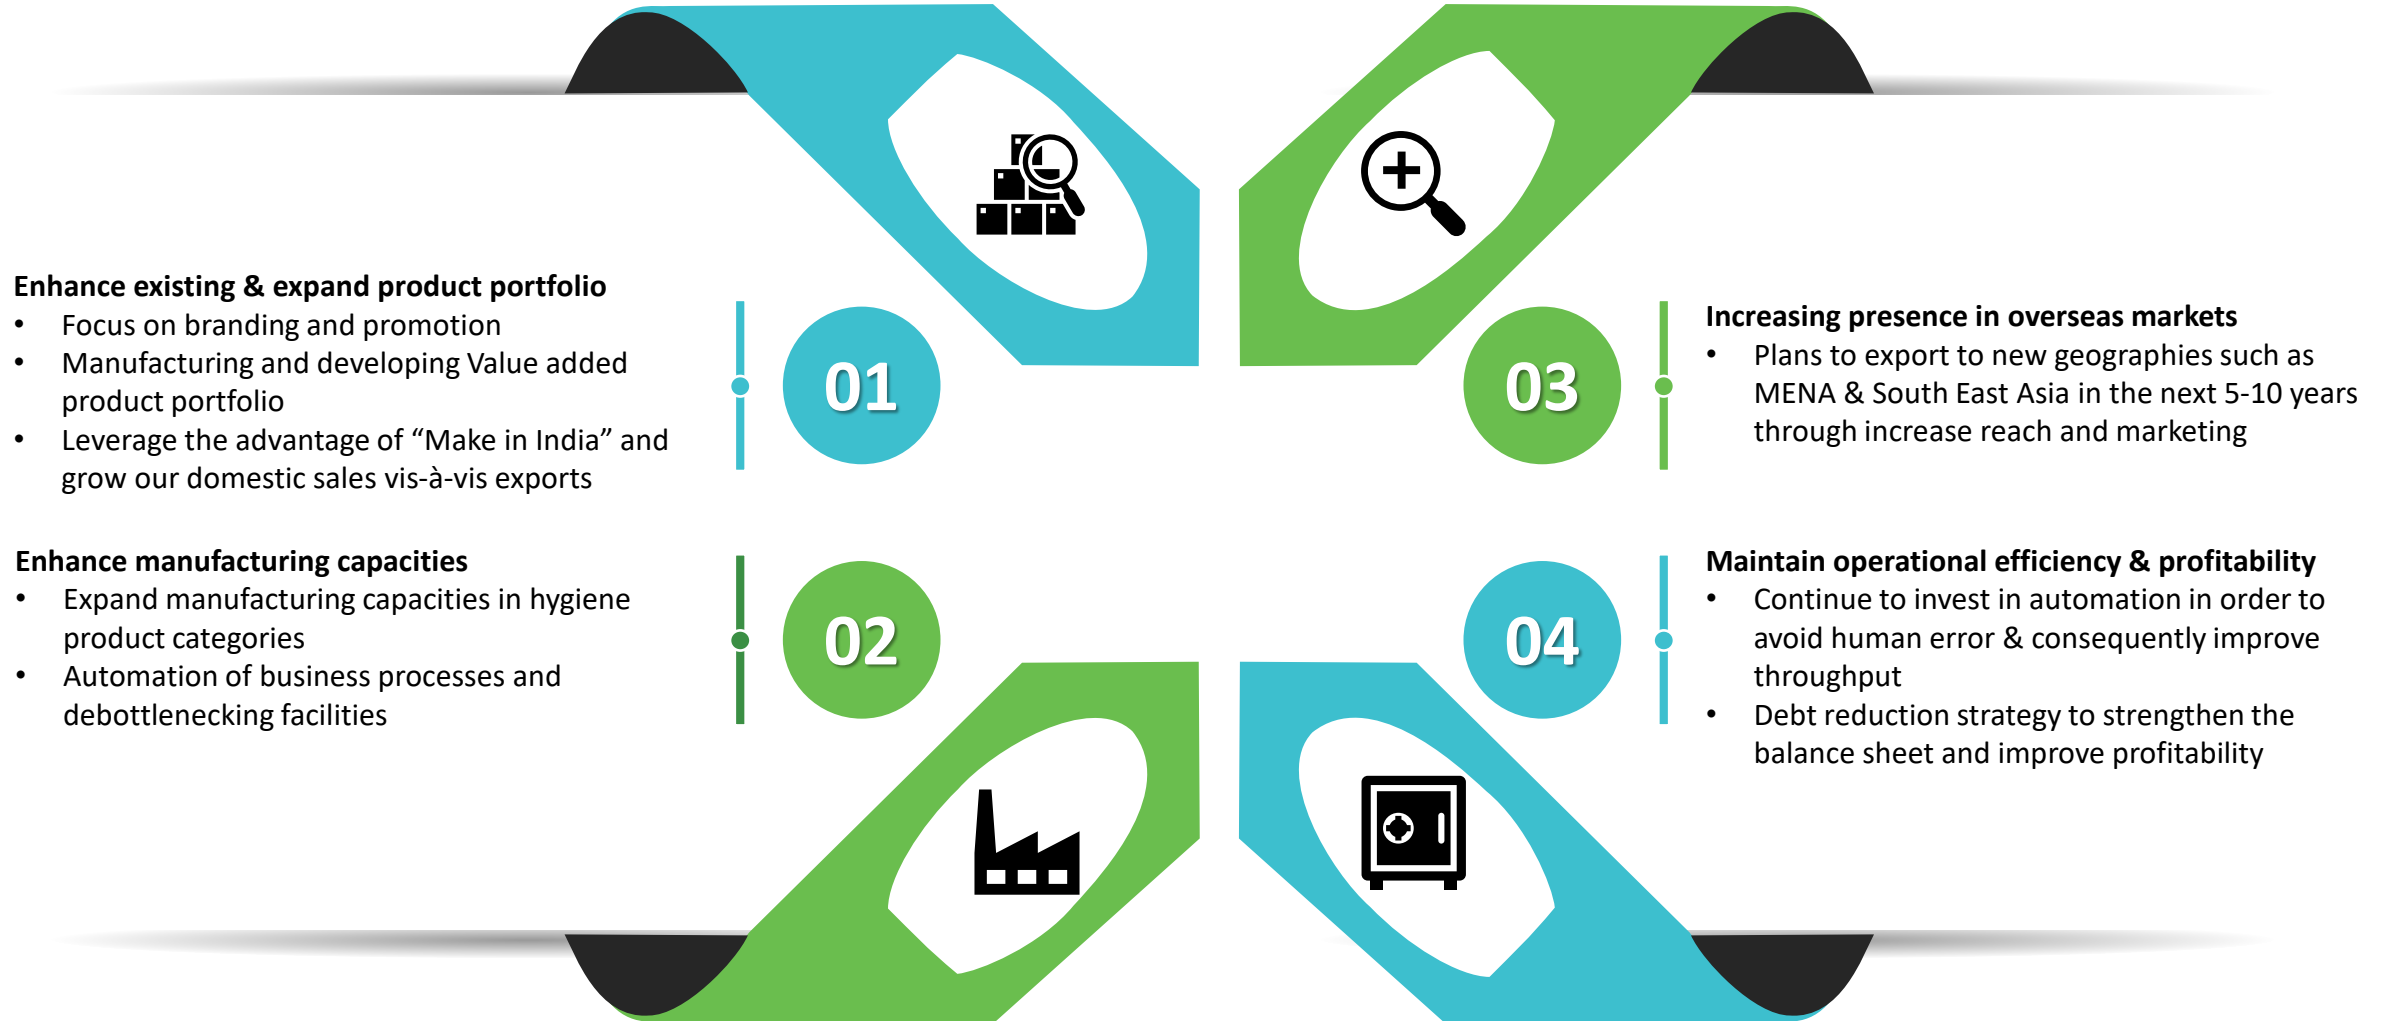 Enhance existing & expand product portfolio
• Focus on branding and promotion
• Manufacturing and developing Value added
product portfolio
• Leverage the advantage of “Make in India” and
grow our domestic sales vis-à-vis exports
01
Enhance manufacturing capacities
• Expand manufacturing capacities in hygiene
product categories
• Automation of business processes and
debottlenecking facilities
02
03
Increasing presence in overseas markets
• Plans to export to new geographies such as
MENA & South East Asia in the next 5-10 years
through increase reach and marketing
04
Maintain operational efficiency & profitability
• Continue to invest in automation in order to
avoid human error & consequently improve
throughput
• Debt reduction strategy to strengthen the
balance sheet and improve profitability